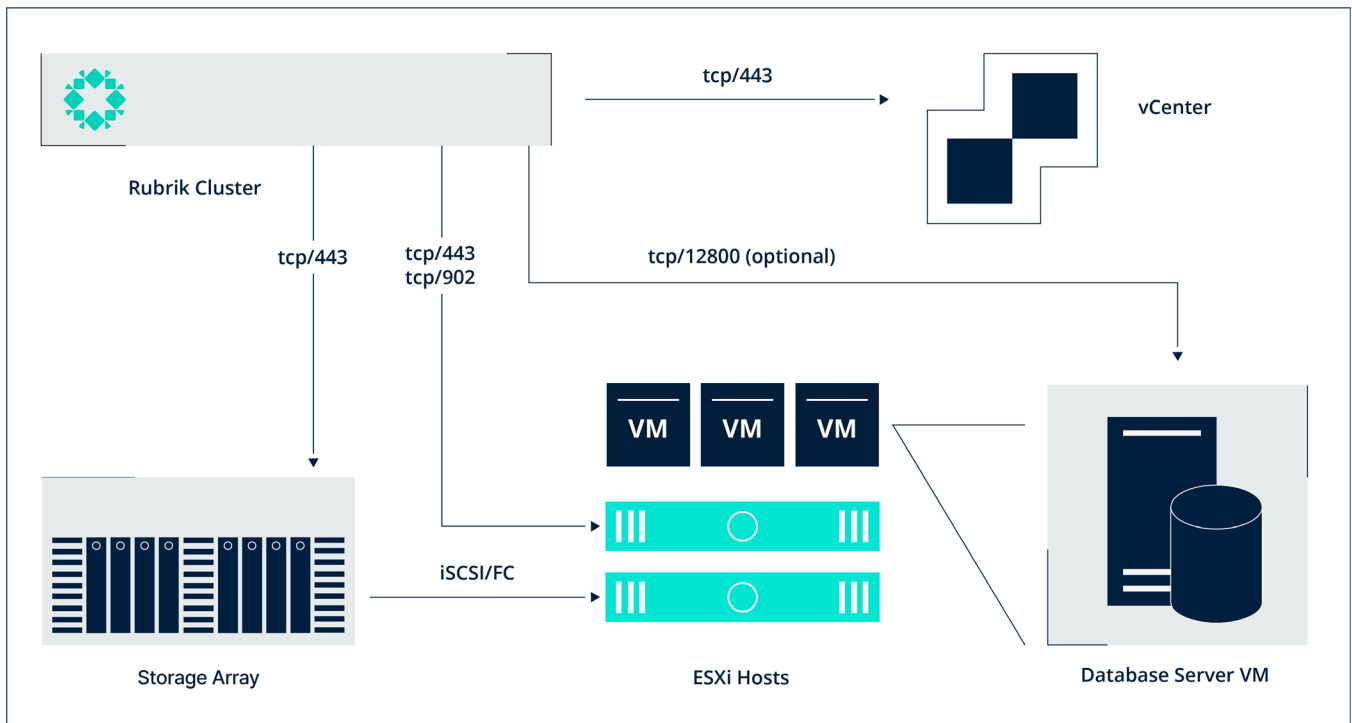 tcp/443
vCenter
Rubrik Cluster
tcp/443
tcp/443
tcp/902
tcp/12800 (optional)
VM
VM
VM
iSCSI/FC
Storage Array
ESXi Hosts
Database Server VM